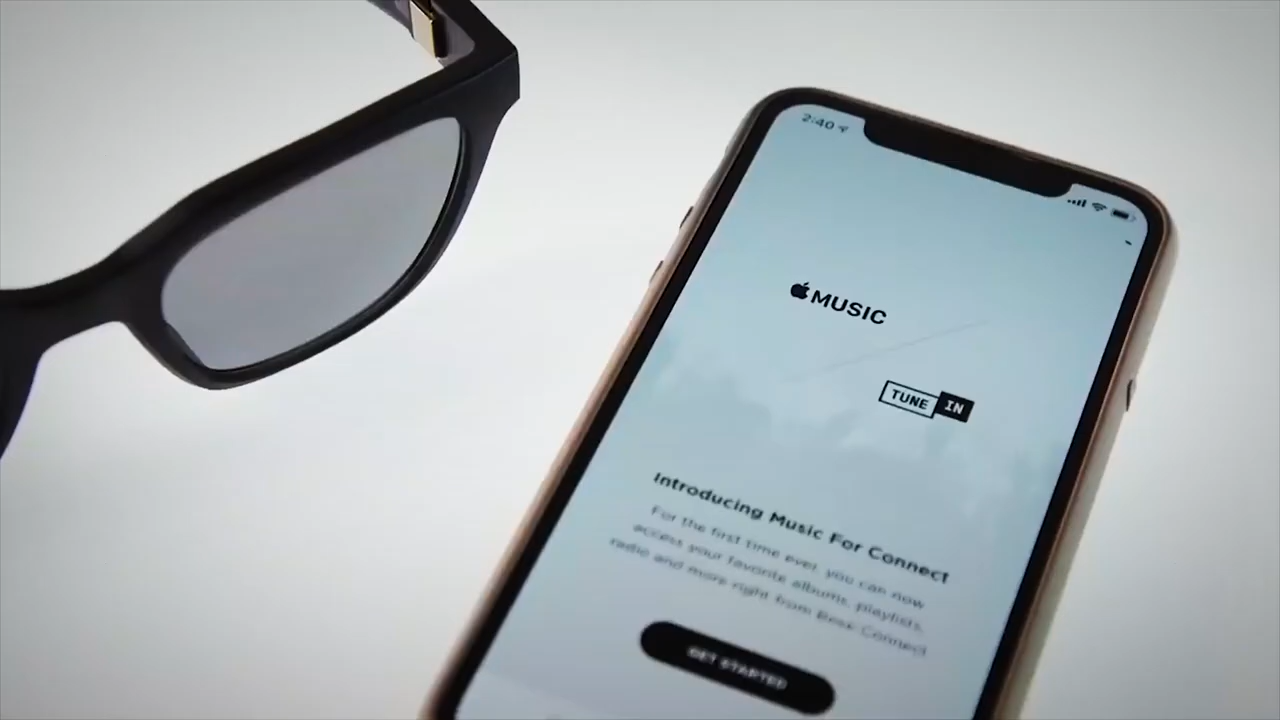 2:40
MUSIC
TUNE IN
Introducing Music For Connect
For the first time ever, you can now
access your favorite albums, playlists,
radio and more right from Bose Connect
GET STARTED